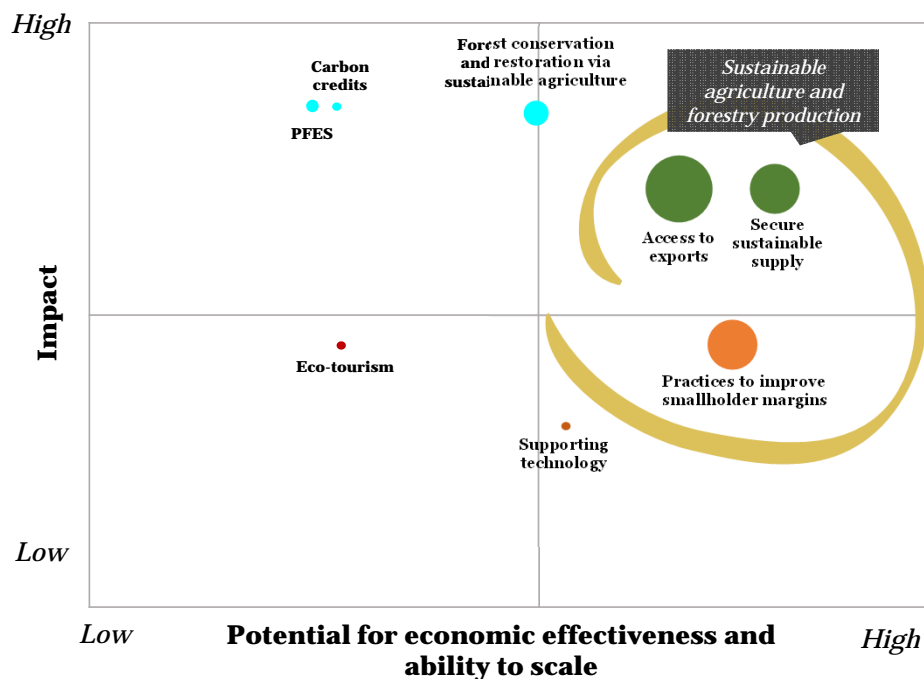 High
Forest conservation
and restoration via
sustainable agriculture
Carbon
credits
PFES
Sustainable
agriculture and
forestry production
Access to
exports
Secure
sustainable
supply
Impact
Eco-tourism
Practices to improve
smallholder margins
Supporting
technology
Low
Low
Potential for economic effectiveness and
ability to scale
High